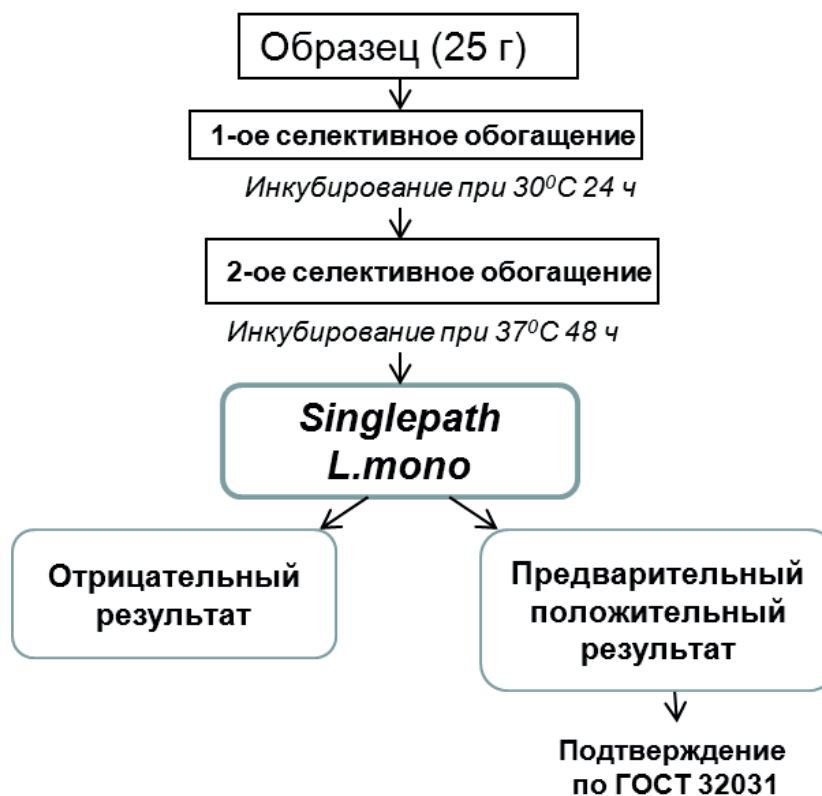 Образец (25 г)
1-ое селективное обогащение
Инкубирование при 30⁰С 24 ч
2-ое селективное обогащение
Инкубирование при 37⁰С 48 ч
Singlepath
L.mono
Отрицательный
результат
Предварительный
положительный
результат
Подтверждение
по ГОСТ 32031